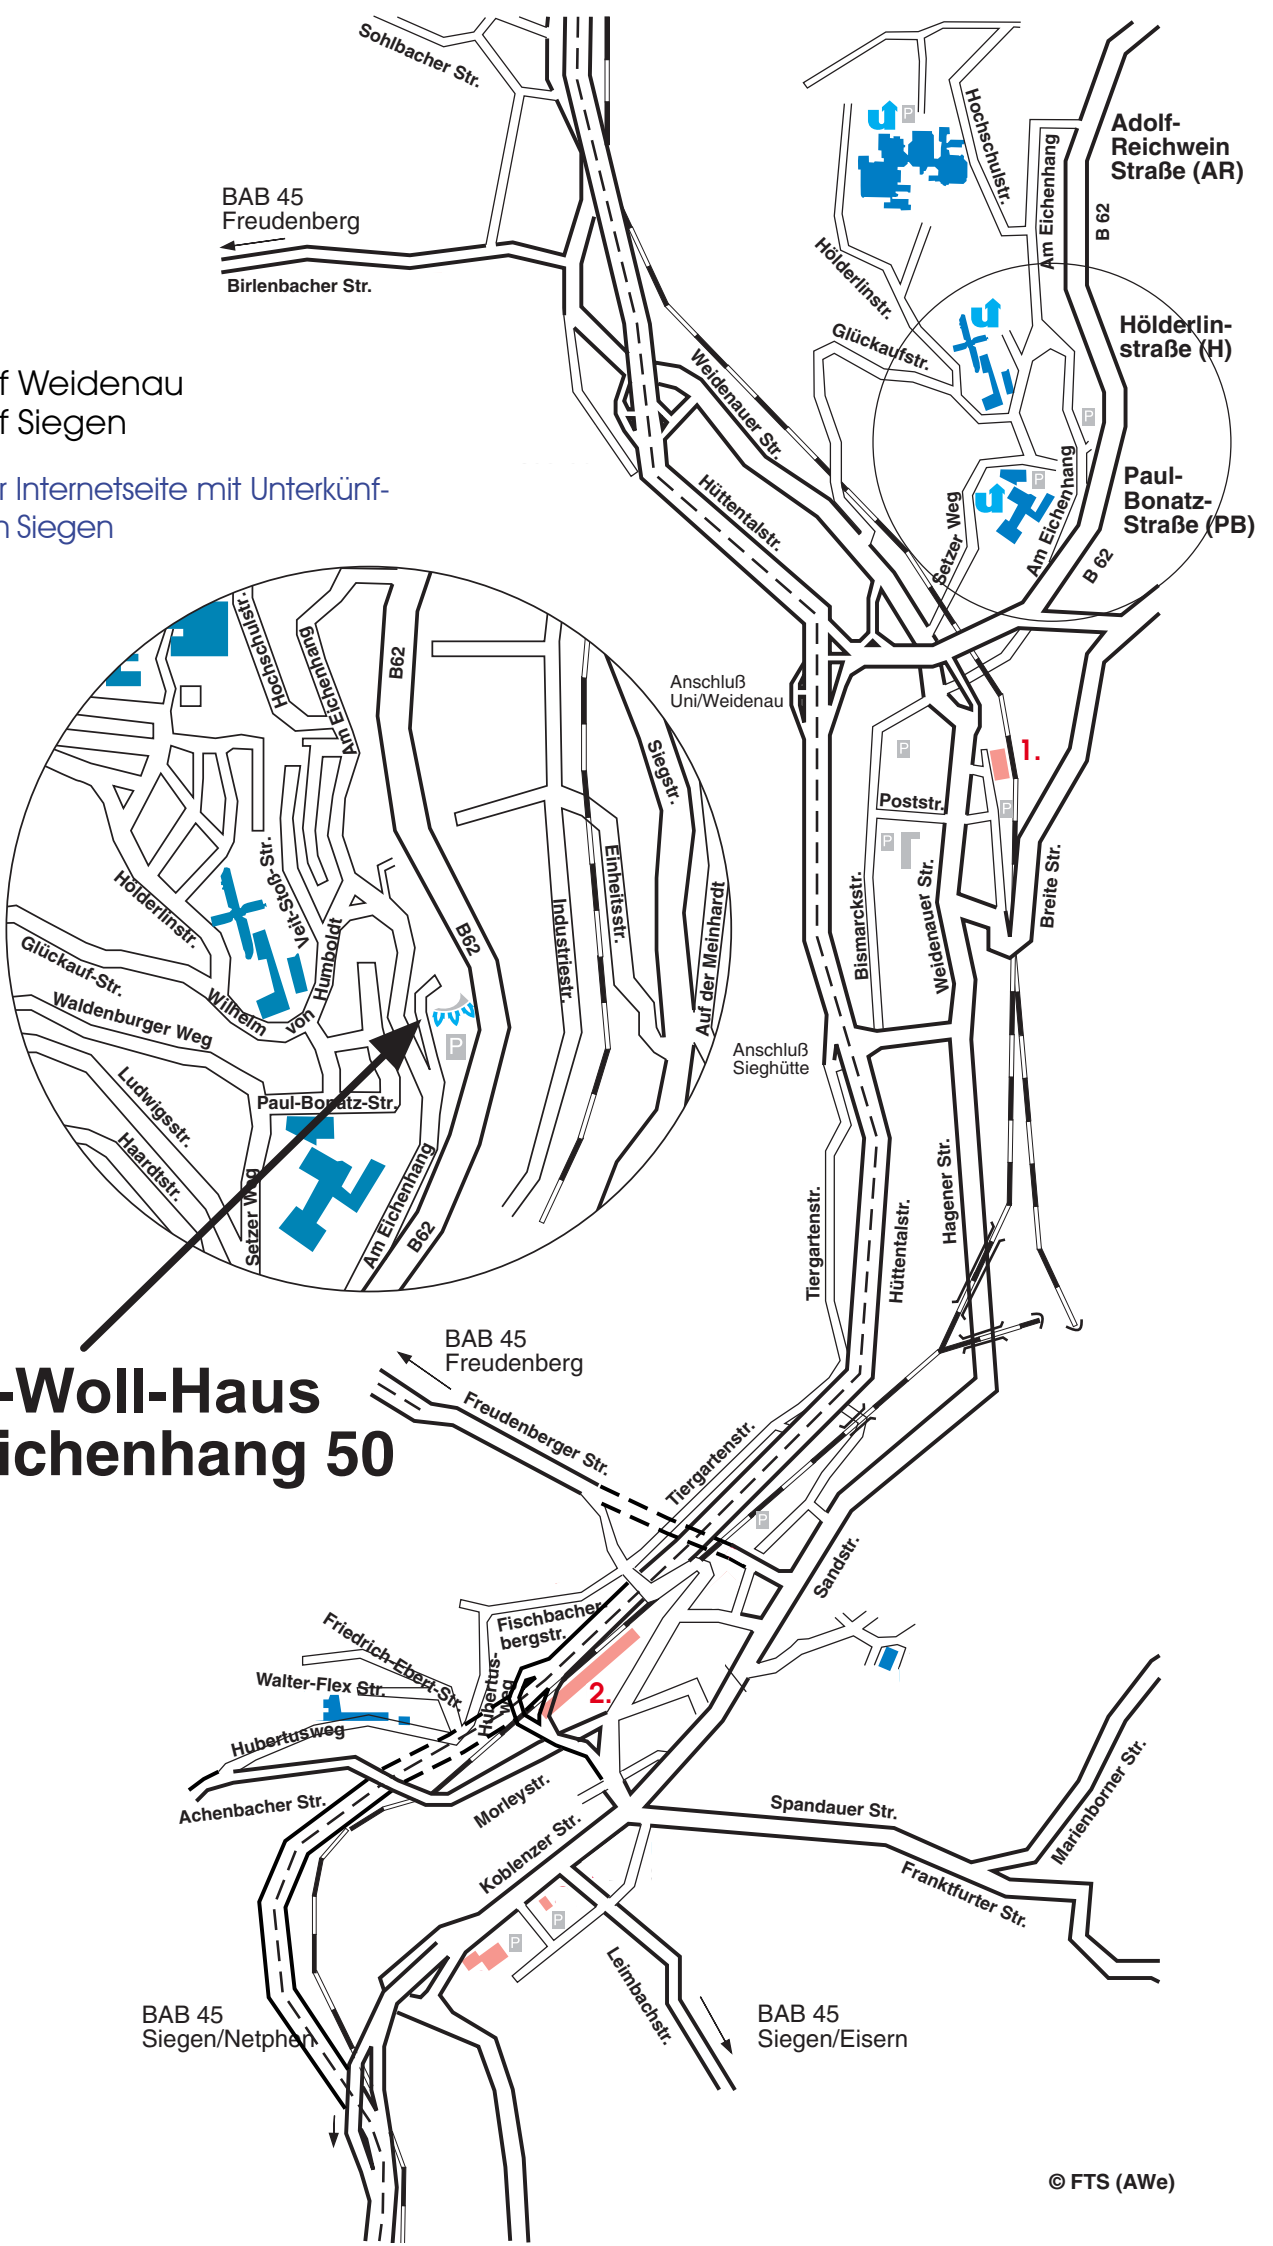 Sohlbacher Str.
BAB 45
Freudenberg
Birlenbacher Str.
Hochschulstr.
Am Eichenhang
Adolf-
Reichwein
Straße (AR)
B 62
Hölderlinstr.
Glückaufstr.
Hölderlin-
straße (H)
Weidenauer Str.
f Weidenau
f Siegen
r Internetseite mit Unterkünf-
n Siegen
Hüttentalstr.
Setzer Weg
Am Eichenhang
Paul-
Bonatz-
Straße (PB)
B 62
P
P
P
u
u
u
Anschluß
Uni/Weidenau
1.
P
P
P
Poststr.
Bismarckstr.
Weidenauer Str.
Breite Str.
Anschluß
Sieghütte
Hochschulstr.
Am Eichenhang
B62
Siegstr.
Hölderlinstr.
Veit-Stoß-Str.
Humboldt
B62
Industriestr.
Einheitsstr.
Auf der Meinhardt
Glückauf-Str.
Wilhelm
von
Waldenburger Weg
P
Ludwigsstr.
Paul-Bonatz-Str.
Haardtstr.
Setzer Weg
Am Eichenhang
B62
Tiergartenstr.
Hüttentalstr.
Hagener Str.
-Woll-Haus
ichenhang 50
BAB 45
Freudenberg
Freudenberger Str.
Tiergartenstr.
P
Sandstr.
Fischbacher-
bergstr.
Friedrich-Ebert-Str.
Walter-Flex Str.
Hubertus-
weg
2.
Hubertusweg
Achenbacher Str.
Morleystr.
Koblenzer Str.
Spandauer Str.
Marienborner Str.
Franktfurter Str.
P
P
Leimbachstr.
BAB 45
Siegen/Netphen
BAB 45
Siegen/Eisern
© FTS (AWe)